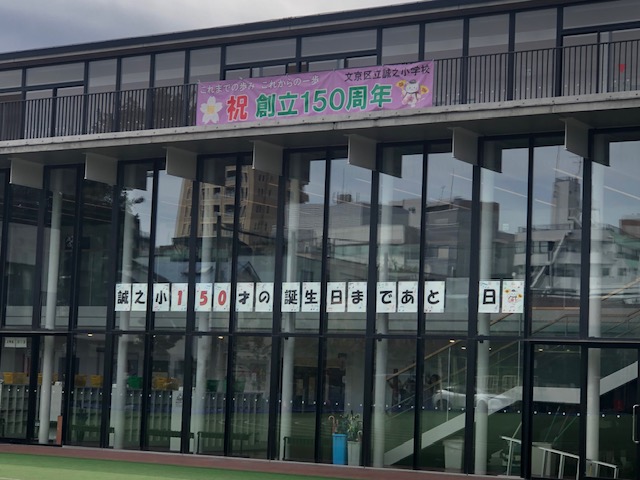 これまでの歩み これからの一歩
文京区立誠之小学校
祝 創立150周年
誠之小150才の誕生日まであと 日